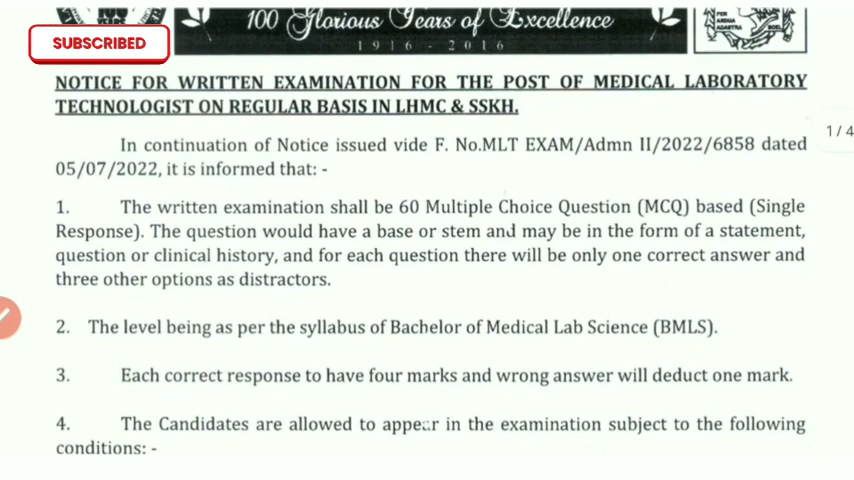 100 Glorious Years of Excellence
1916 - 2016
SUBSCRIBED
PER
ARDUA
ADASTRA
NOTICE FOR WRITTEN EXAMINATION FOR THE POST OF MEDICAL LABORATORY
TECHNOLOGIST ON REGULAR BASIS IN LHMC & SSKH.
1 / 4
In continuation of Notice issued vide F. No.MLT EXAM/Admn II/2022/6858 dated
05/07/2022, it is informed that: -
1. The written examination shall be 60 Multiple Choice Question (MCQ) based (Single
Response). The question would have a base or stem and may be in the form of a statement,
question or clinical history, and for each question there will be only one correct answer and
three other options as distractors.
2. The level being as per the syllabus of Bachelor of Medical Lab Science (BMLS).
3. Each correct response to have four marks and wrong answer will deduct one mark.
4. The Candidates are allowed to appear in the examination subject to the following
conditions: -